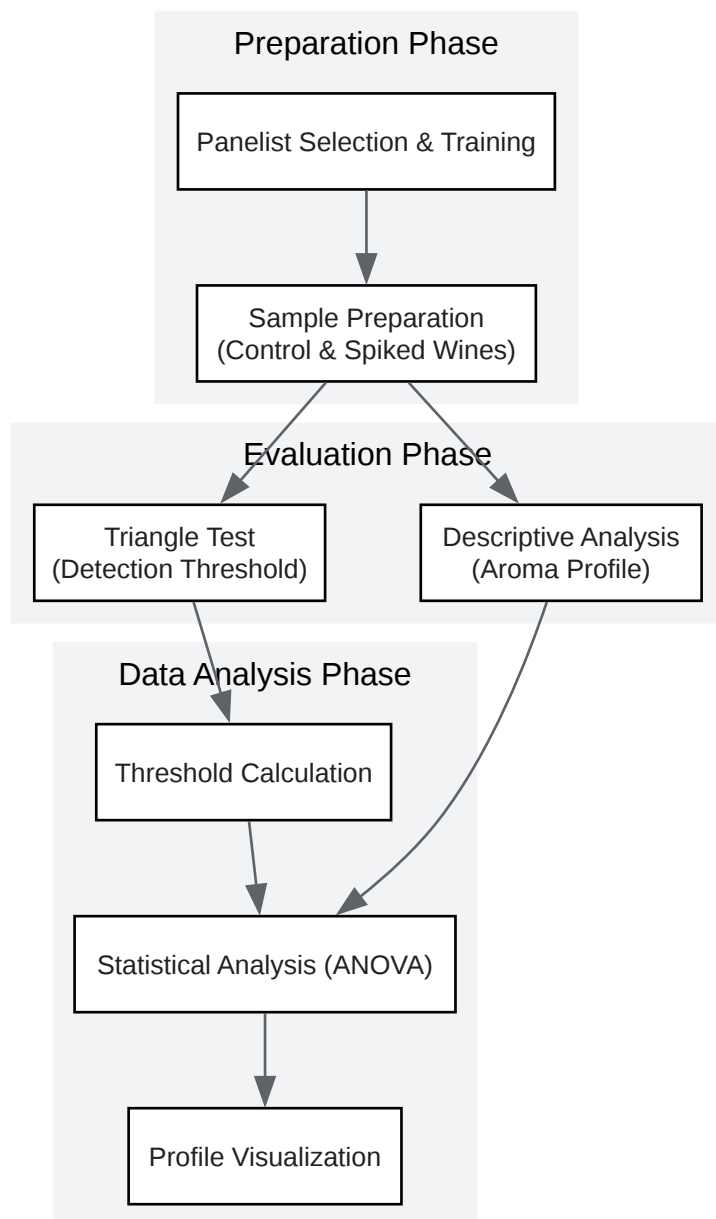 Preparation Phase
Panelist Selection & Training
Sample Preparation
(Control & Spiked Wines)
Evaluation Phase
Triangle Test
(Detection Threshold)
Descriptive Analysis
(Aroma Profile)
Data Analysis Phase
Threshold Calculation
Statistical Analysis (ANOVA)
Profile Visualization